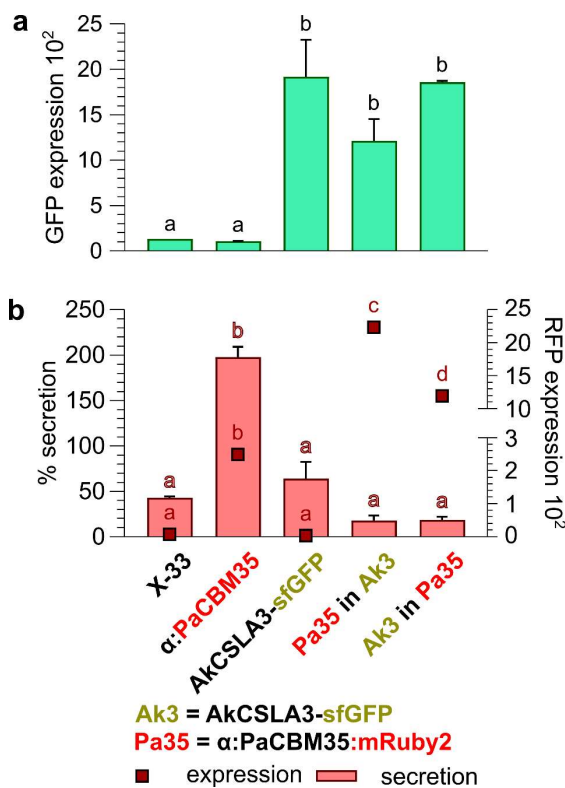 a
GFP expression 10²
25
20
15
10
5
0
a a b b b
b
% secretion
250
200
150
100
50
0
RFP expression 10²
25
20
15
10
3
2
1
0
a b a a a
a b a c d
X-33
α:PaCBM35
AkCSLA3-sfGFP
Pa35 in Ak3
Ak3 in Pa35
Ak3 = AkCSLA3-sfGFP
Pa35 = α:PaCBM35:mRuby2
expression secretion